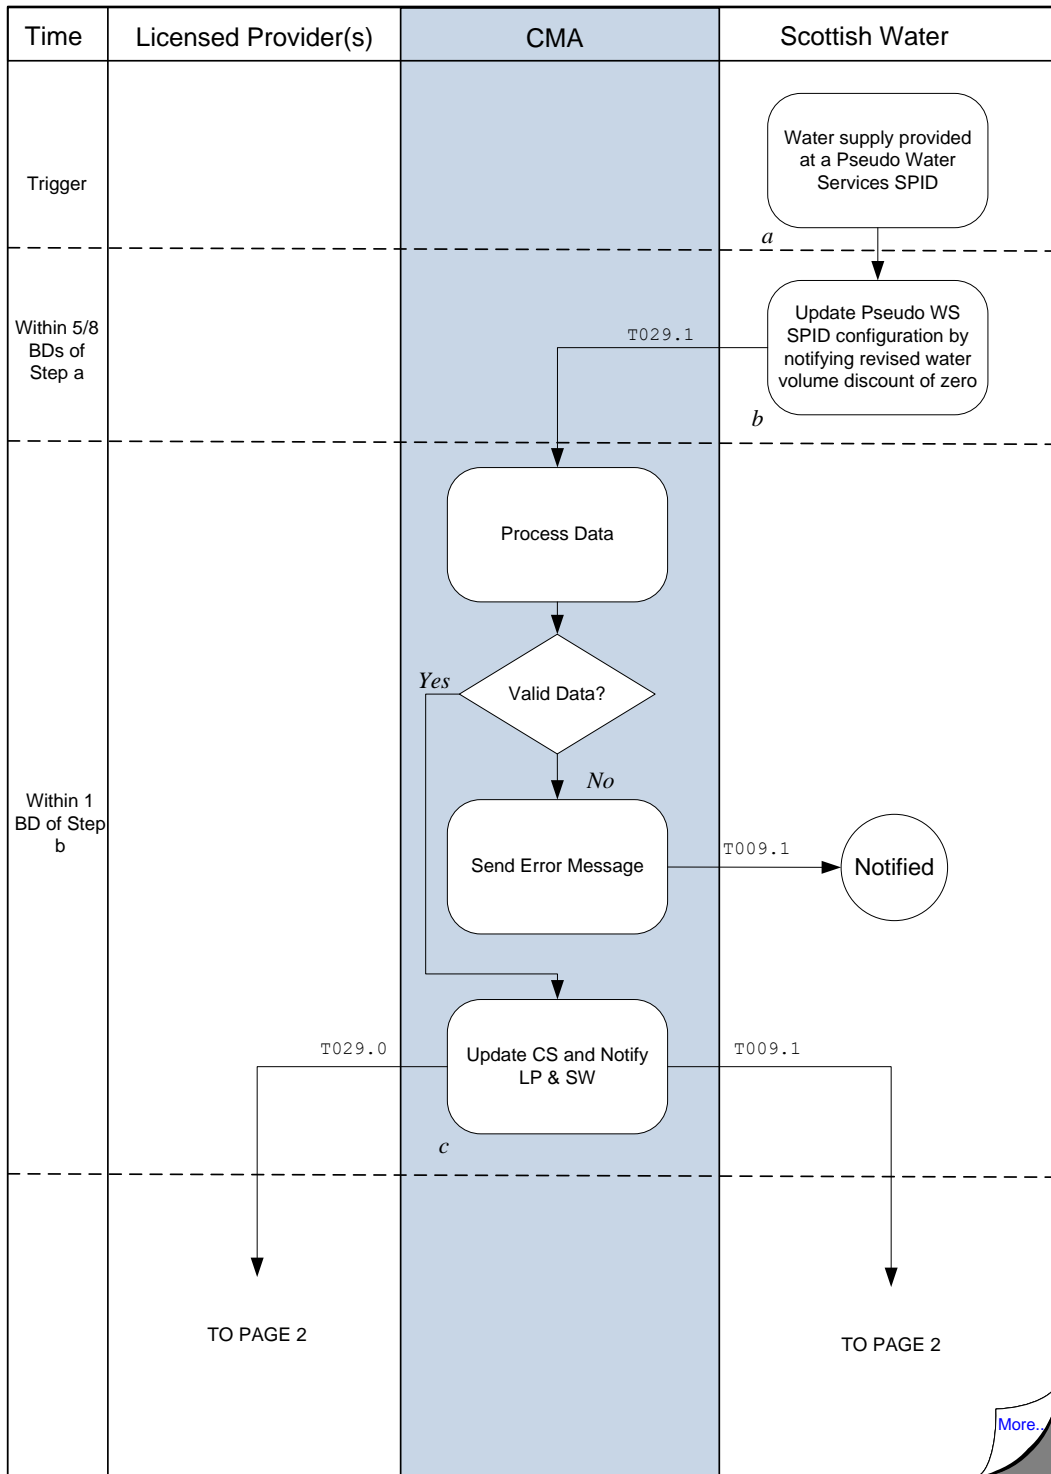 Time
Licensed Provider(s)
CMA
Scottish Water
Trigger
Water supply provided
at a Pseudo Water
Services SPID
a
Within 5/8
BDs of
Step a
T029.1
Update Pseudo WS
SPID configuration by
notifying revised water
volume discount of zero
b
Process Data
Valid Data?
Yes
No
Within 1
BD of Step
b
Send Error Message
T009.1
Notified
T029.0
Update CS and Notify
LP & SW
T009.1
c
TO PAGE 2
TO PAGE 2
More..